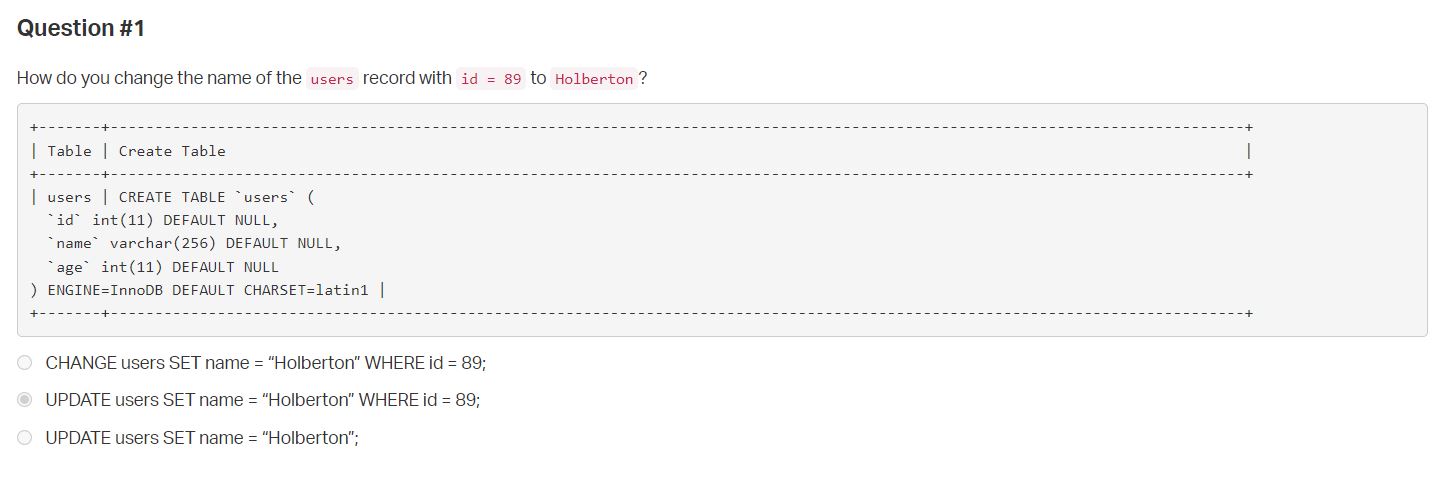 Question #1
How do you change the name of the users record with id = 89 to Holberton?
+-------+--------------------------------------------------------------------------------------------------------------------------------+
| Table | Create Table                                                                                                                   |
+-------+--------------------------------------------------------------------------------------------------------------------------------+
| users | CREATE TABLE `users` (
  `id` int(11) DEFAULT NULL,
  `name` varchar(256) DEFAULT NULL,
  `age` int(11) DEFAULT NULL
) ENGINE=InnoDB DEFAULT CHARSET=latin1 |
+-------+--------------------------------------------------------------------------------------------------------------------------------+
CHANGE users SET name = “Holberton” WHERE id = 89;
UPDATE users SET name = “Holberton” WHERE id = 89;
UPDATE users SET name = “Holberton”;